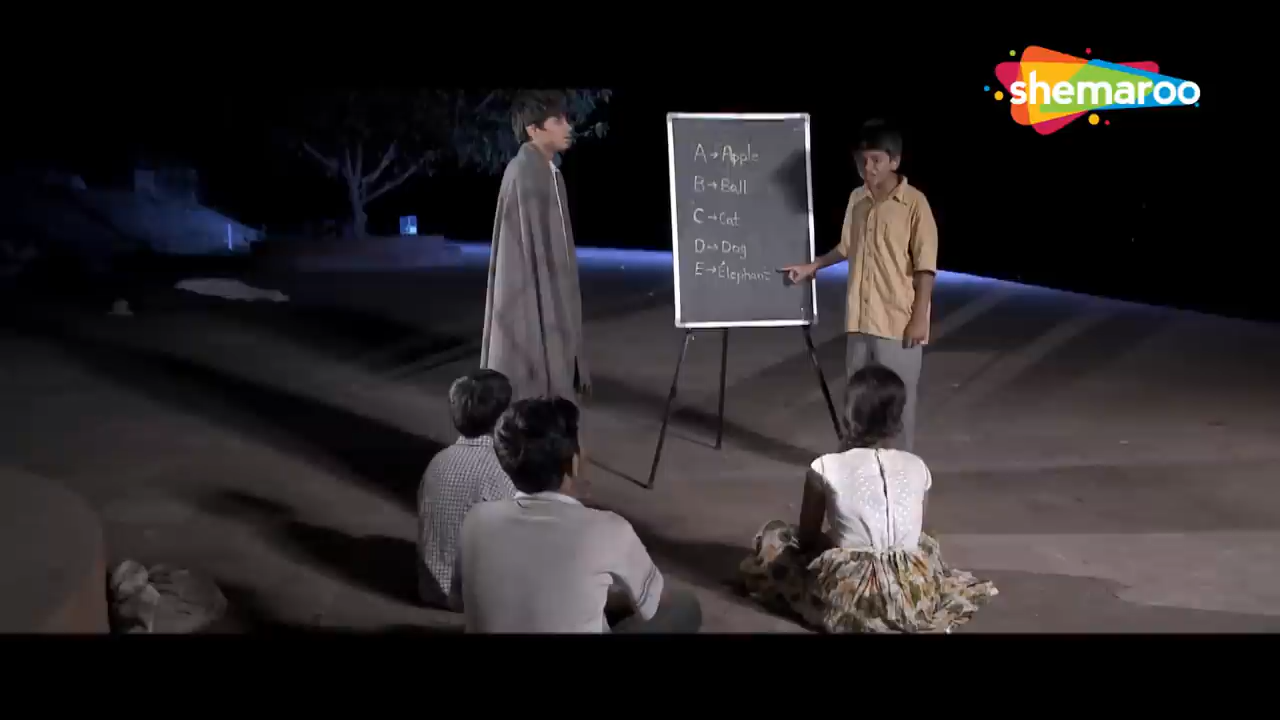 shemaroo
A → Apple
B → Ball
C → Cat
D → Dog
E → Elephant